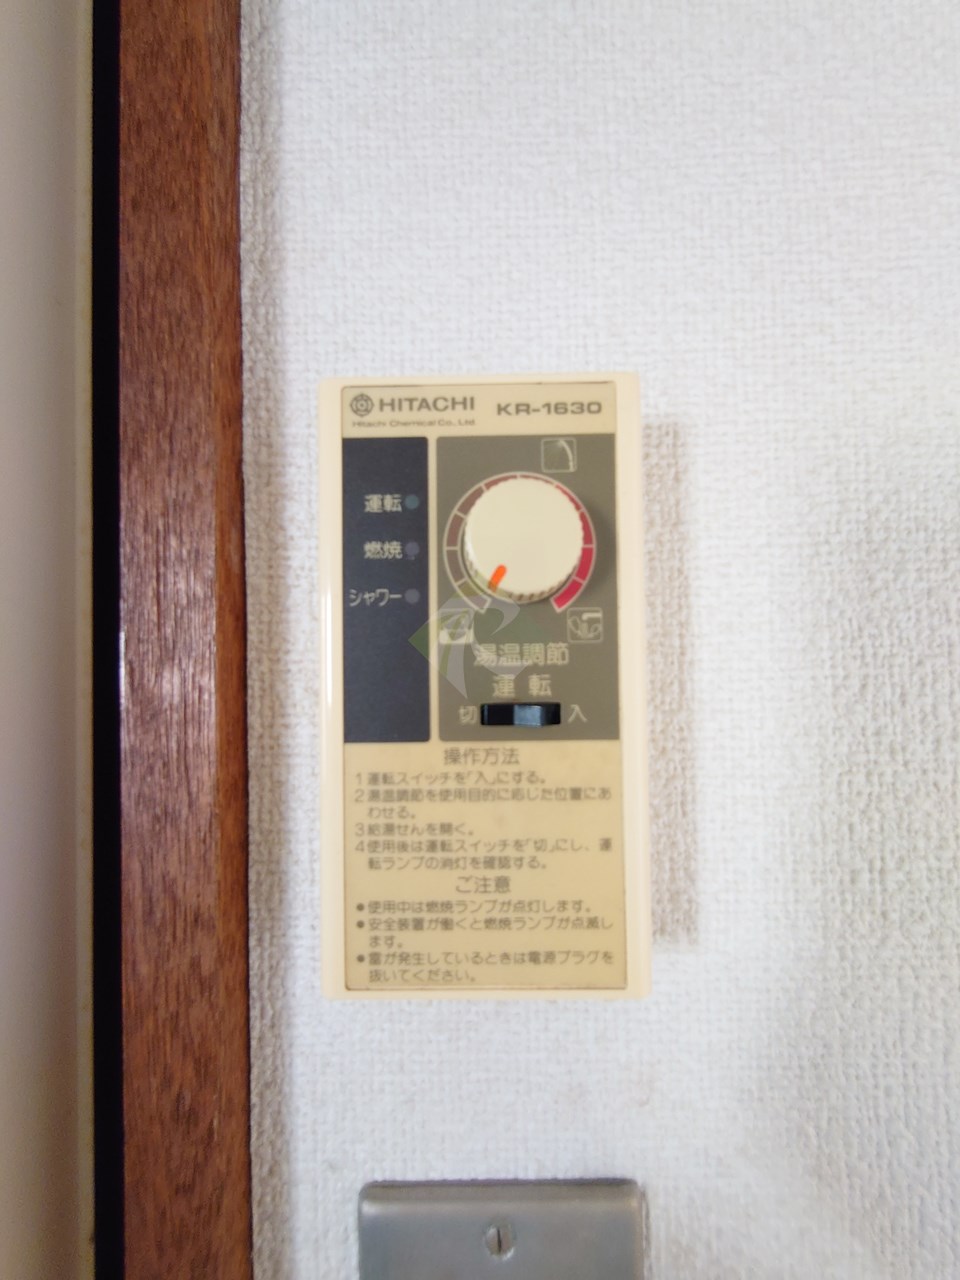 HITACHI KR-1630
Hitachi Chemical Co., Ltd.
運転
燃焼
シャワー
湯温調節
運転
切 入
操作方法
1 運転スイッチを「入」にする。
2 湯温調節を使用目的に応じた位置にあ
わせる。
3 給湯せんを開く。
4 使用後は運転スイッチを「切」にし、運
転ランプの消灯を確認する。
ご注意
●使用中は燃焼ランプが点灯します。
●安全装置が働くと燃焼ランプが点滅し
ます。
●雷が発生しているときは電源プラグを
抜いてください。